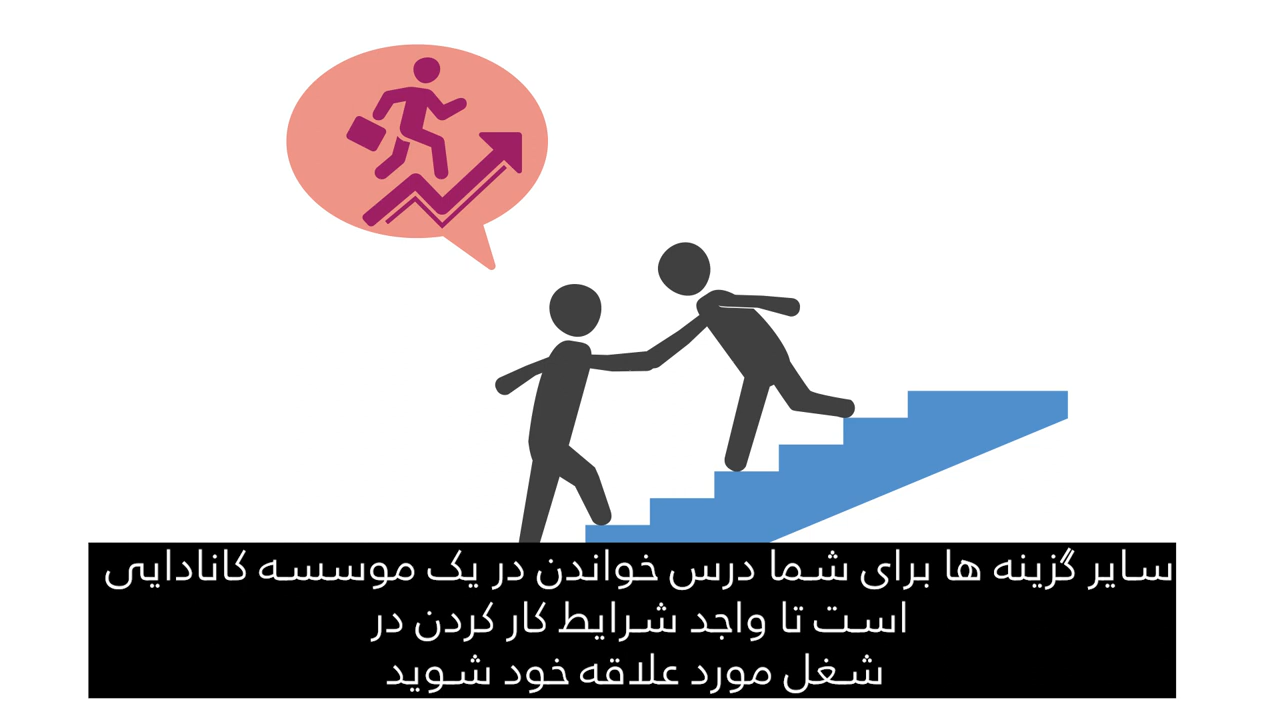 سایر گزینه ها برای شما درس خواندن در یک موسسه کانادایی
است تا واجد شرایط کار کردن در
شغل مورد علاقه خود شوید